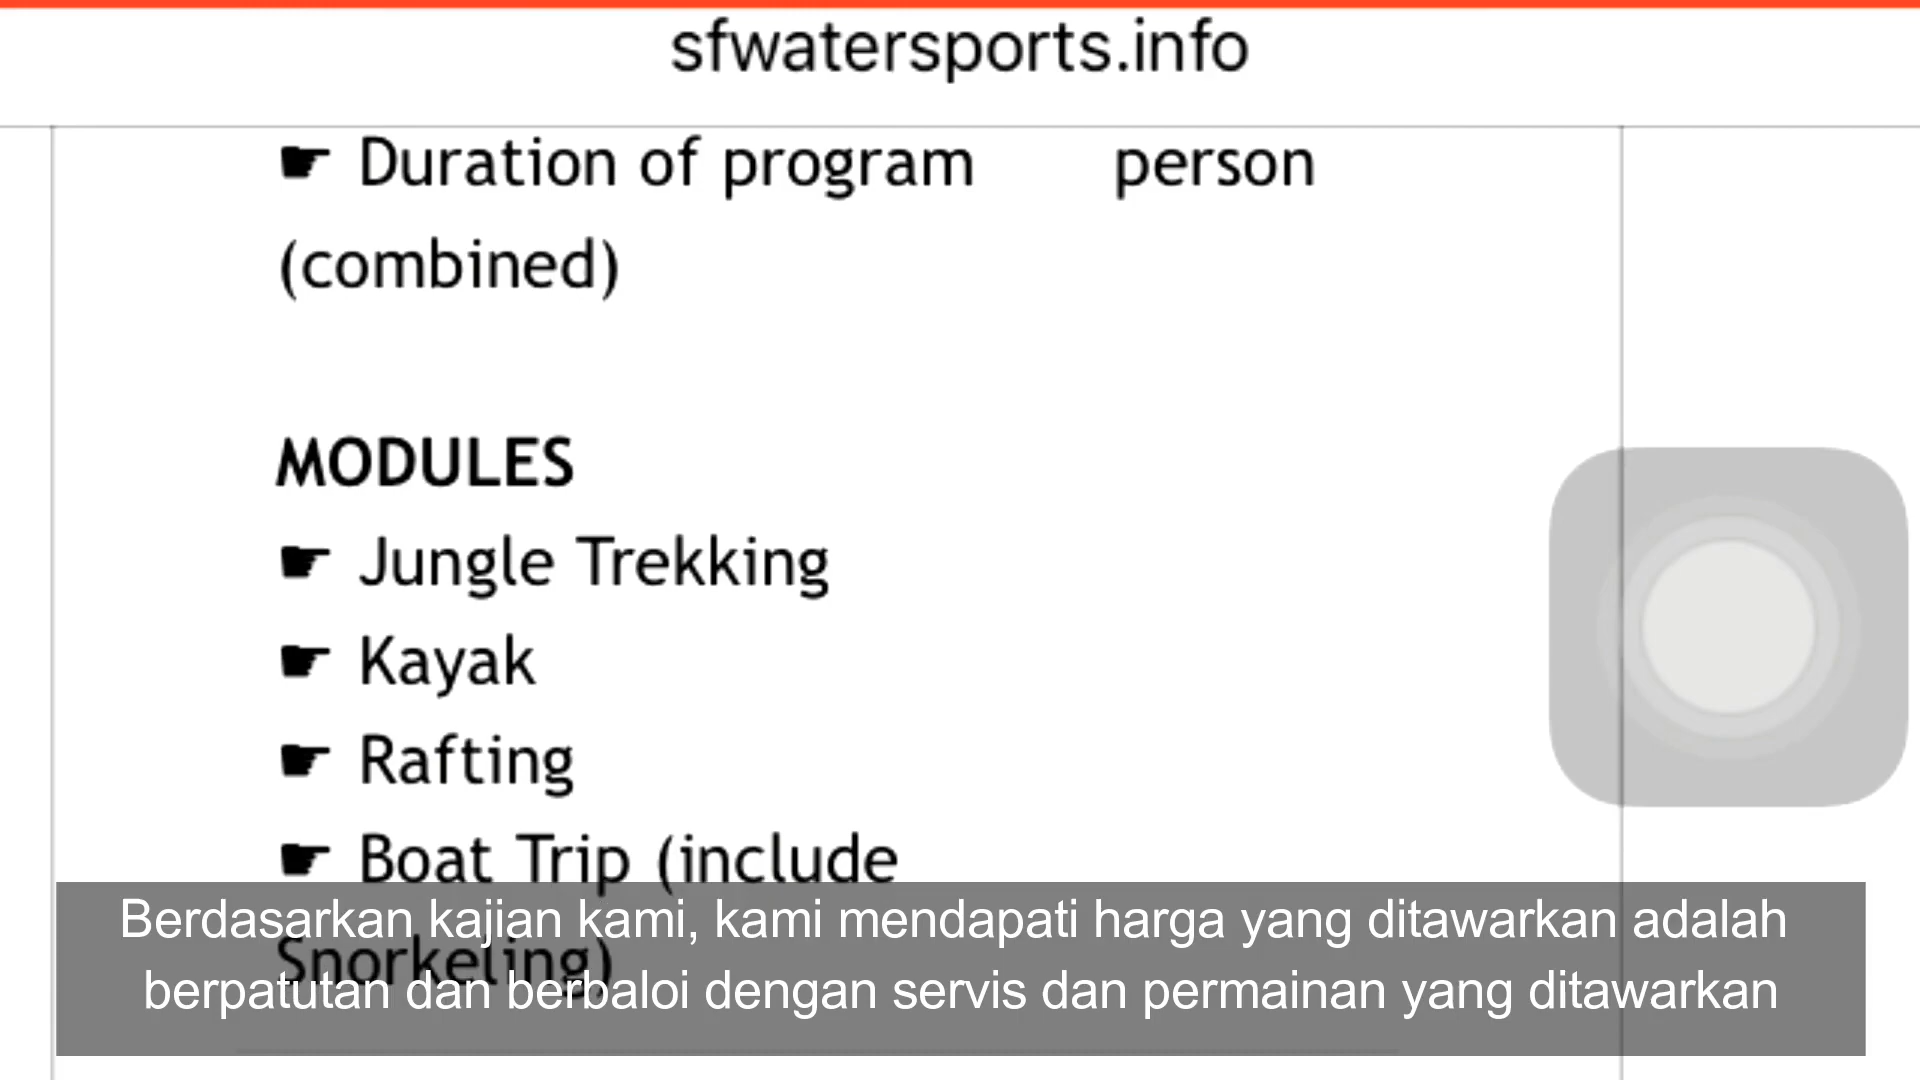 sfwatersports.info
☛ Duration of program person
(combined)
MODULES
☛ Jungle Trekking
☛ Kayak
☛ Rafting
☛ Boat Trip (include
Snorkeling)
Berdasarkan kajian kami, kami mendapati harga yang ditawarkan adalah
berpatutan dan berbaloi dengan servis dan permainan yang ditawarkan